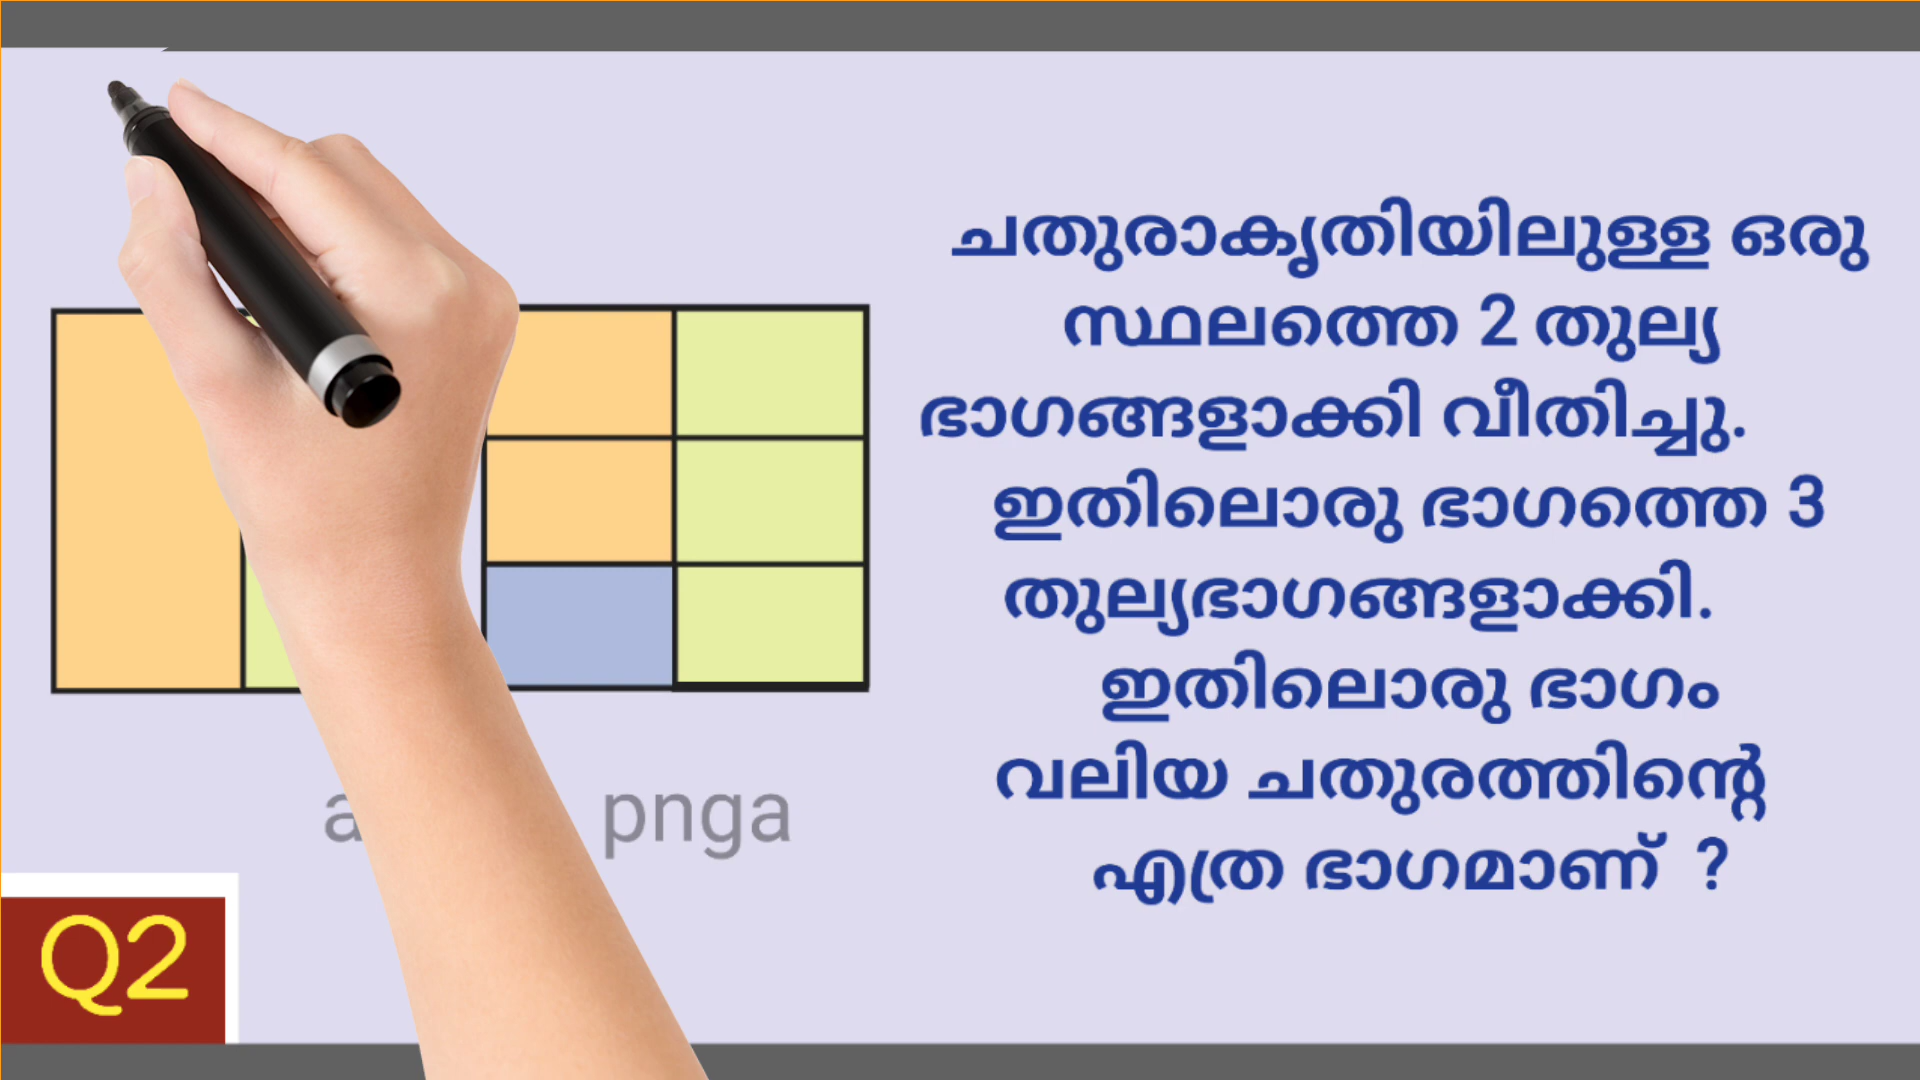 ചതുരാകൃതിയിലുള്ള ഒരു
സ്ഥലത്തെ 2 തുല്യ
ഭാഗങ്ങളാക്കി വീതിച്ചു.
ഇതിലൊരു ഭാഗത്തെ 3
തുല്യഭാഗങ്ങളാക്കി.
ഇതിലൊരു ഭാഗം
വലിയ ചതുരത്തിന്റെ
എത്ര ഭാഗമാണ് ?
pnga
Q2